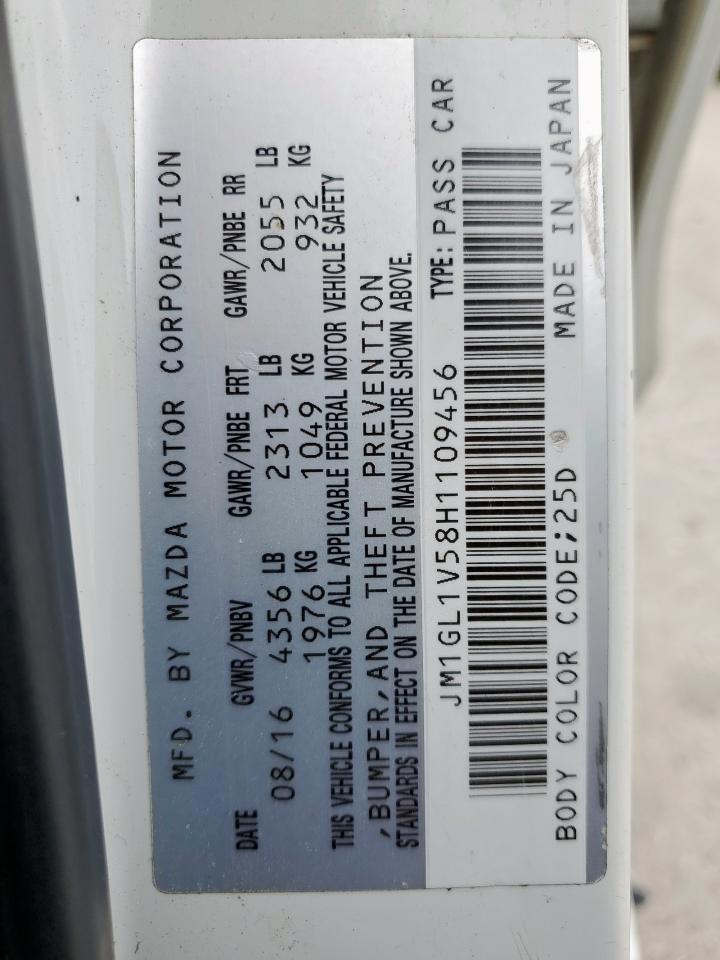 MFD. BY MAZDA MOTOR CORPORATION
DATE GVWR/PNBV GAWR/PNBE FRT GAWR/PNBE RR
08/16 4356 LB 2313 LB 2055 LB
1976 KG 1049 KG 932 KG
THIS VEHICLE CONFORMS TO ALL APPLICABLE FEDERAL MOTOR VEHICLE SAFETY
,BUMPER,AND THEFT PREVENTION
STANDARDS IN EFFECT ON THE DATE OF MANUFACTURE SHOWN ABOVE.
JM1GL1V58H1109456 TYPE: PASS CAR
BODY COLOR CODE;25D MADE IN JAPAN